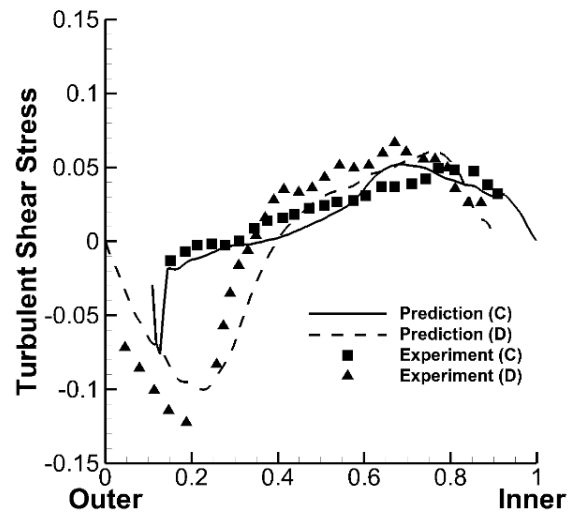 0.15
0.1
0.05
0
-0.05
-0.1
-0.15
Turbulent Shear Stress
Prediction (C)
Prediction (D)
Experiment (C)
Experiment (D)
0 0.2 0.4 0.6 0.8 1
Outer Inner